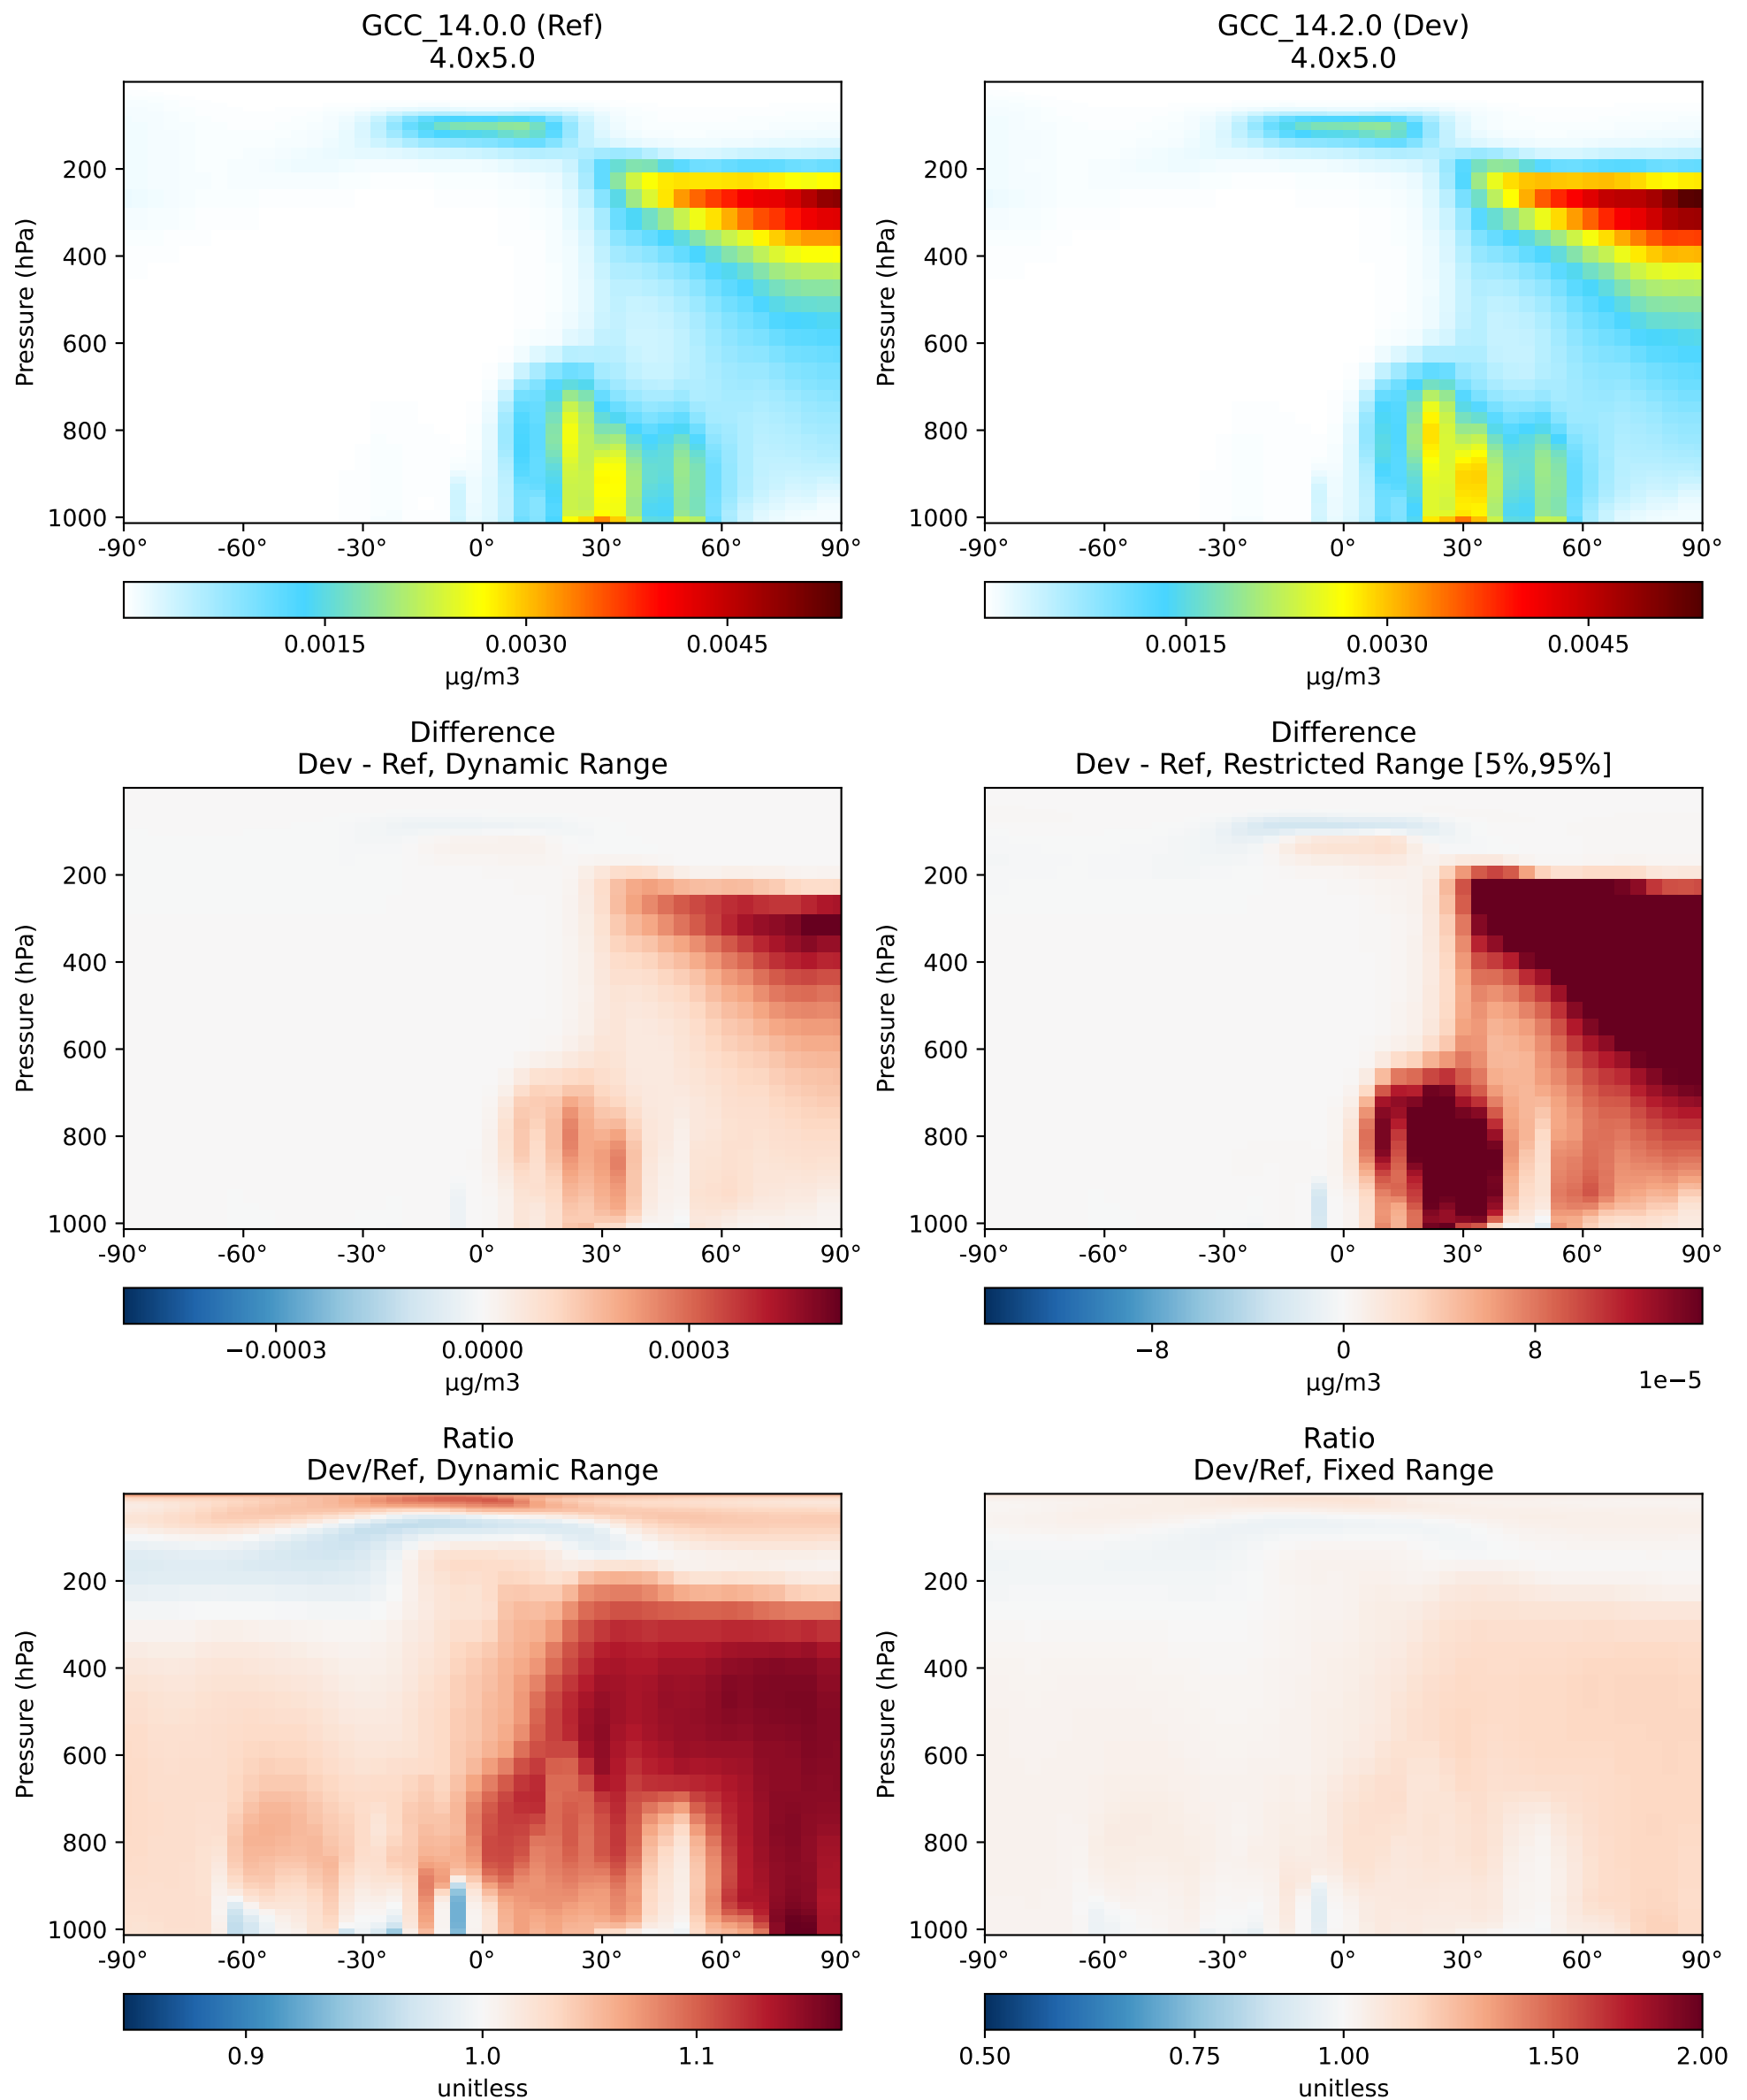 GCC_14.0.0 (Ref)
4.0x5.0
Pressure (hPa)
200
400
600
800
1000
-90° -60° -30° 0° 30° 60° 90°
0.0015 0.0030 0.0045
µg/m3
GCC_14.2.0 (Dev)
4.0x5.0
Pressure (hPa)
200
400
600
800
1000
-90° -60° -30° 0° 30° 60° 90°
0.0015 0.0030 0.0045
µg/m3
Difference
Dev - Ref, Dynamic Range
Pressure (hPa)
200
400
600
800
1000
-90° -60° -30° 0° 30° 60° 90°
−0.0003 0.0000 0.0003
µg/m3
Difference
Dev - Ref, Restricted Range [5%,95%]
Pressure (hPa)
200
400
600
800
1000
-90° -60° -30° 0° 30° 60° 90°
−8 0 8
µg/m3
1e−5
Ratio
Dev/Ref, Dynamic Range
Pressure (hPa)
200
400
600
800
1000
-90° -60° -30° 0° 30° 60° 90°
0.9 1.0 1.1
unitless
Ratio
Dev/Ref, Fixed Range
Pressure (hPa)
200
400
600
800
1000
-90° -60° -30° 0° 30° 60° 90°
0.50 0.75 1.00 1.50 2.00
unitless